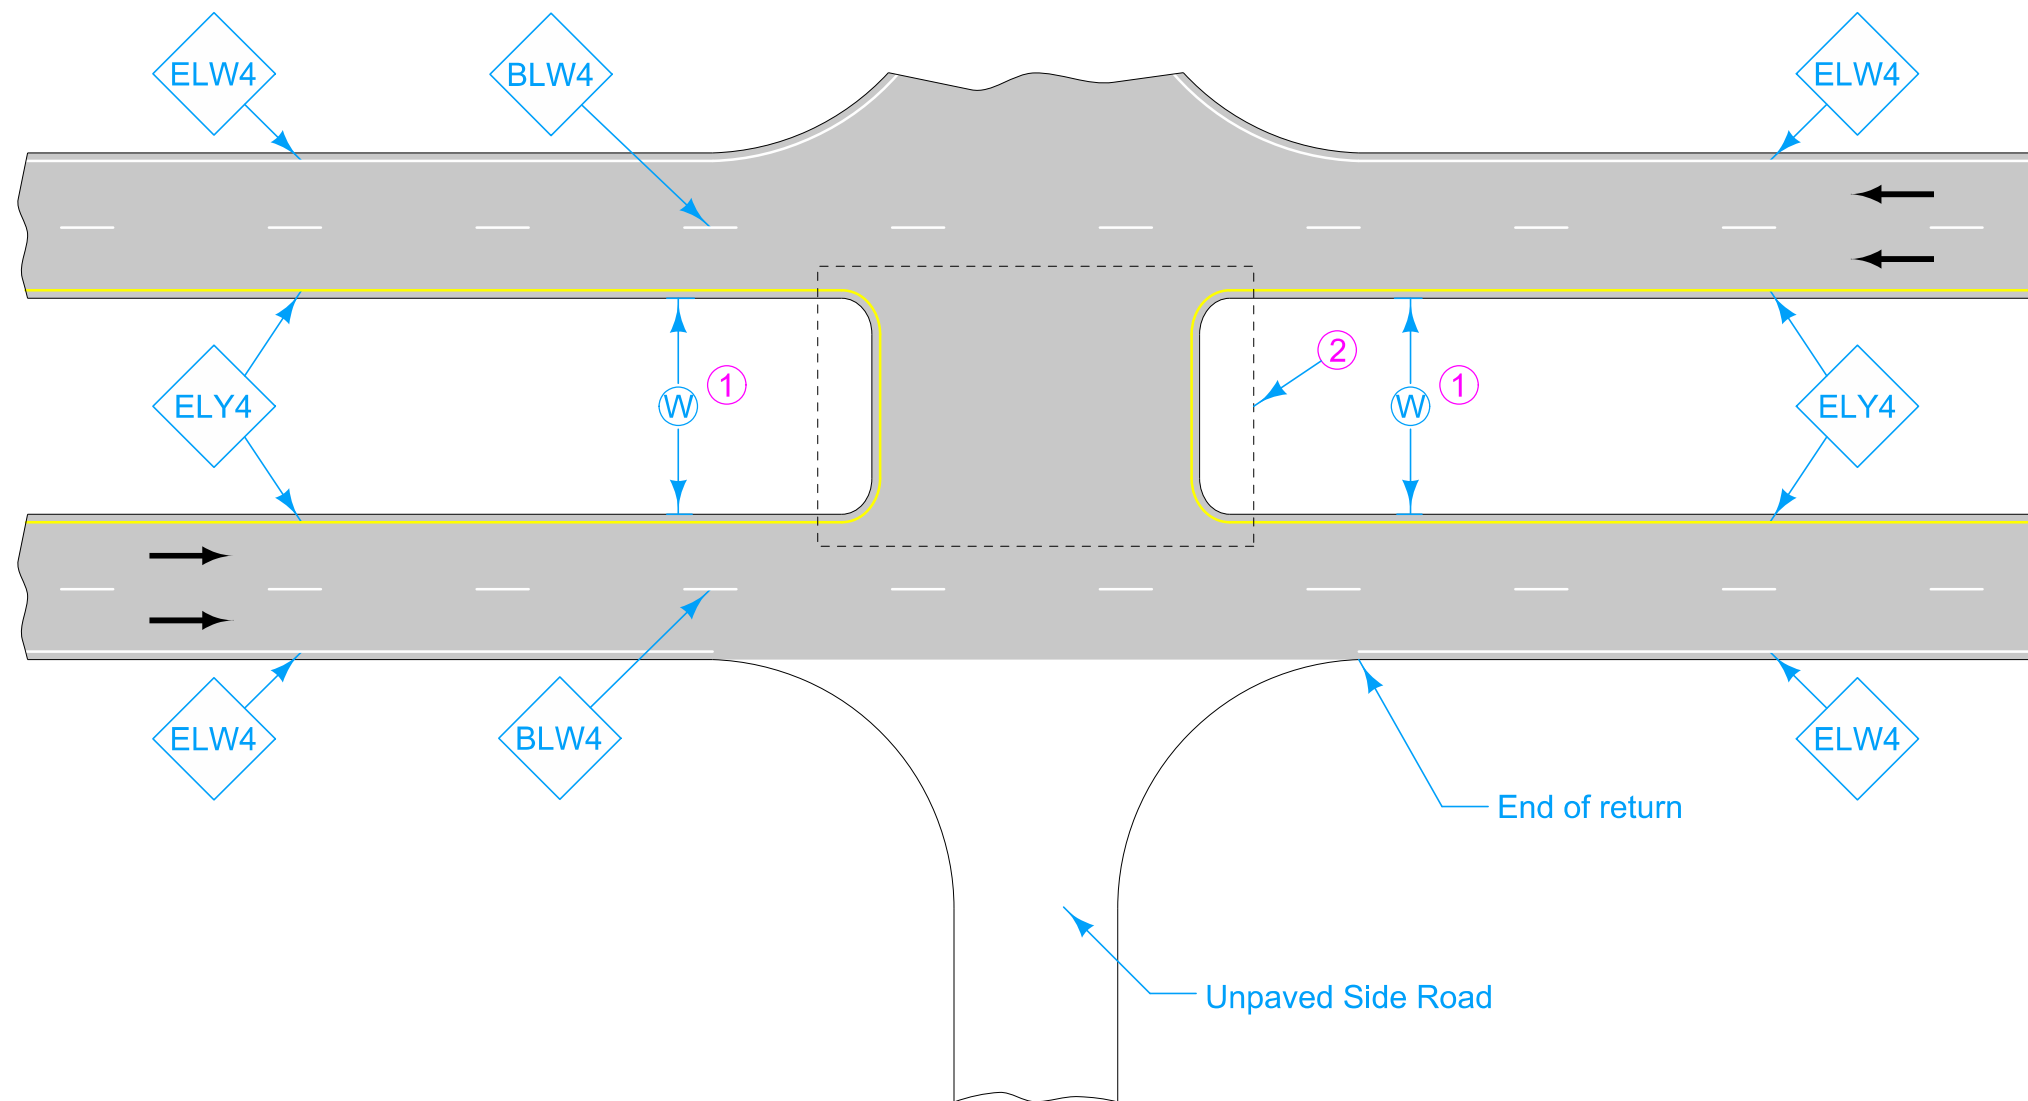 ELW4
BLW4
ELW4
2
1
1
ELY4
W
W
ELY4
ELW4
BLW4
ELW4
End of return
Unpaved Side Road